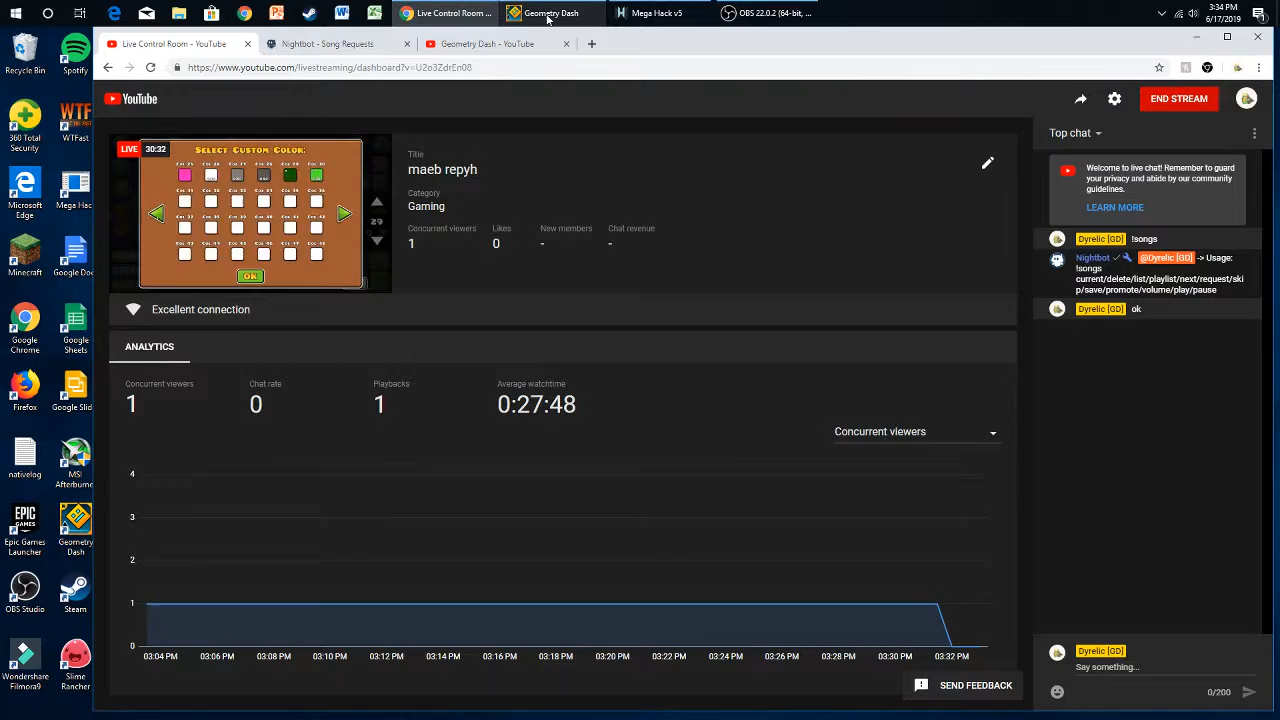 Live Control Room ...
Geometry Dash
Mega Hack v5
OBS 22.0.2 (64-bit, ...
3:34 PM
6/17/2019
Live Control Room - YouTube
Nightbot - Song Requests
Geometry Dash - YouTube
https://www.youtube.com/livestreaming/dashboard?v=U2o3ZdrEn08
YouTube
END STREAM
Recycle Bin
Spotify
360 Total
Security
WTFast
Microsoft
Edge
Mega Hac
Minecraft
Google Doc
Google
Chrome
Google
Sheets
Firefox
Google Slid
nativelog
MSI
Afterburne
Epic Games
Launcher
Geometry
Dash
OBS Studio
Steam
Wondershare
Filmora9
Slime
Rancher
LIVE 30:32
SELECT CUSTOM COLOR:
29
OK
Title
maeb repyh
Category
Gaming
Concurrent viewers Likes New members Chat revenue
1 0 - -
Excellent connection
ANALYTICS
Concurrent viewers Chat rate Playbacks Average watchtime
1 0 1 0:27:48
Concurrent viewers
4
3
2
1
0
03:04 PM 03:06 PM 03:08 PM 03:10 PM 03:12 PM 03:14 PM 03:16 PM 03:18 PM 03:20 PM 03:22 PM 03:24 PM 03:26 PM 03:28 PM 03:30 PM 03:32 PM
SEND FEEDBACK
Top chat
Welcome to live chat! Remember to guard
your privacy and abide by our community
guidelines.
LEARN MORE
Dyrelic [GD] !songs
Nightbot @Dyrelic [GD] -> Usage:
!songs
current/delete/list/playlist/next/request/ski
p/save/promote/volume/play/pause
Dyrelic [GD] ok
Dyrelic [GD]
Say something...
0/200